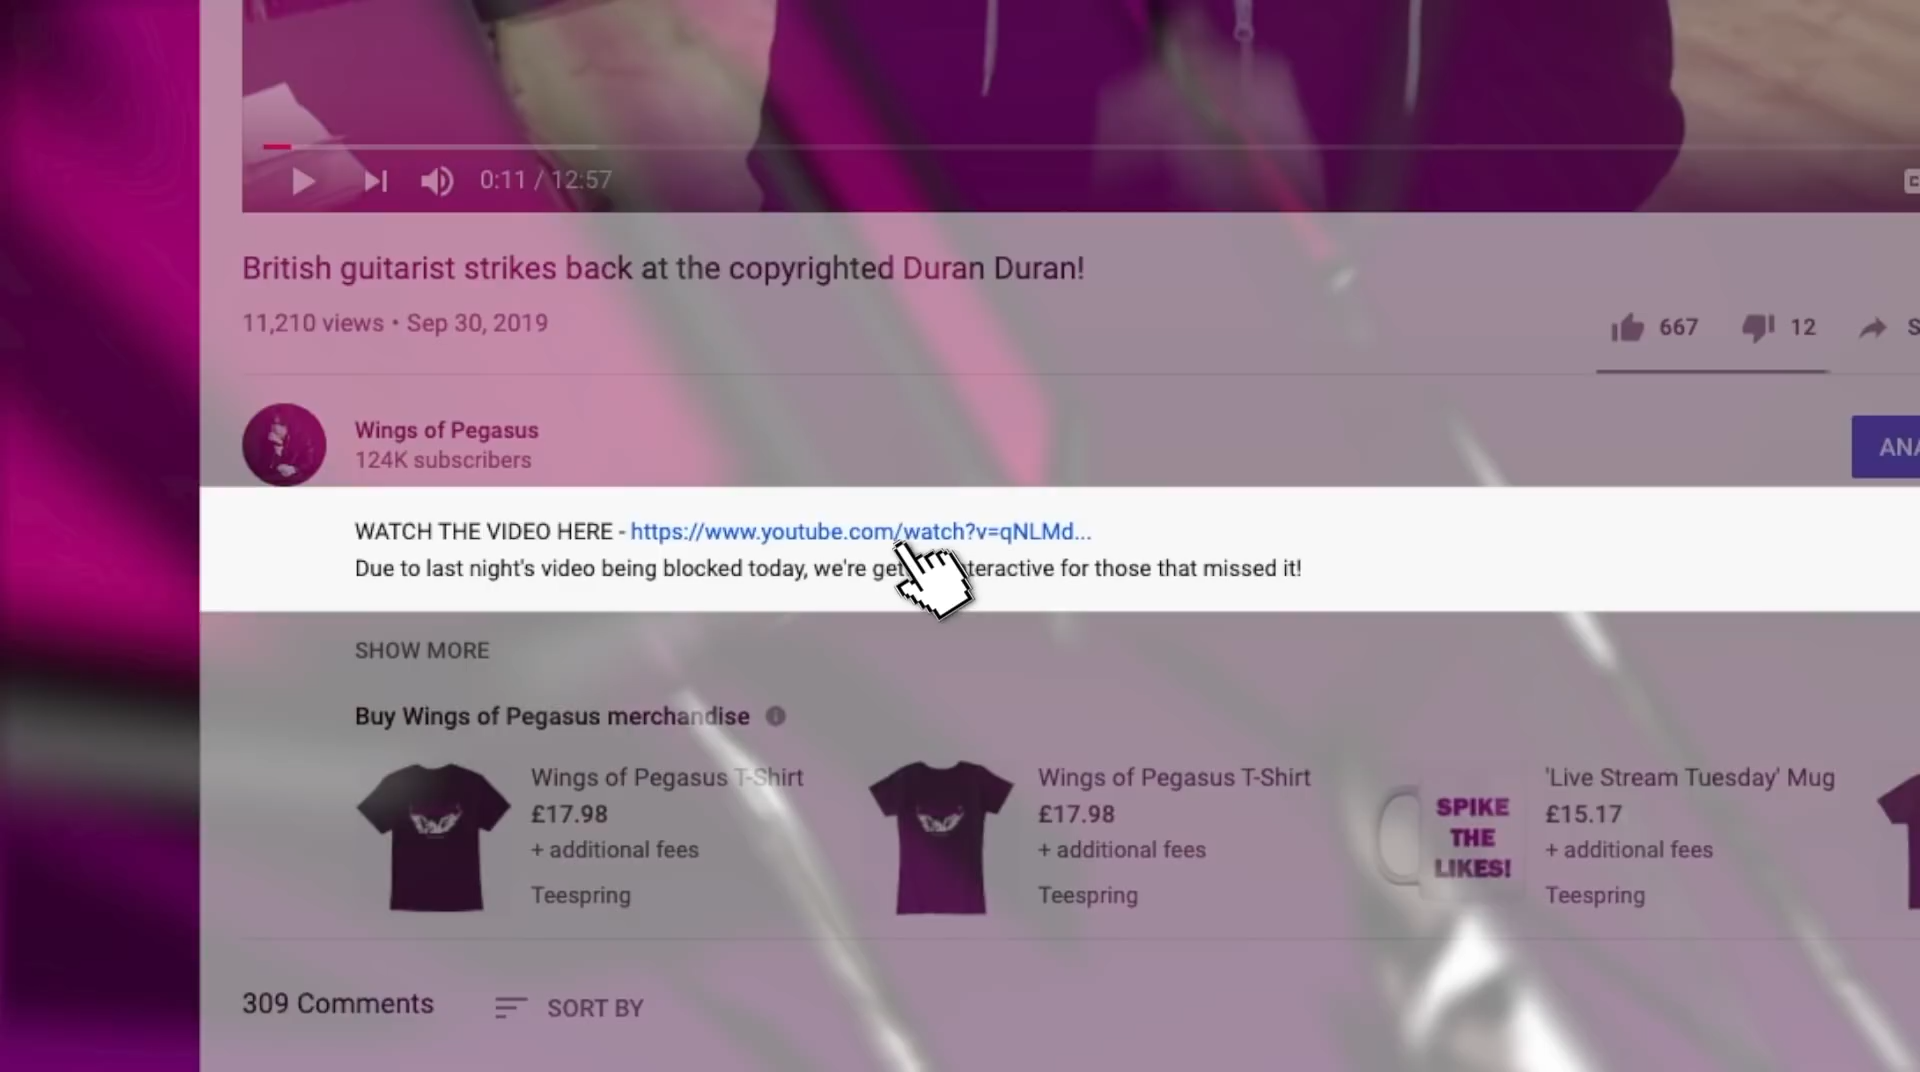 0:11 / 12:57
British guitarist strikes back at the copyrighted Duran Duran!
11,210 views • Sep 30, 2019
667
12
S
Wings of Pegasus
124K subscribers
ANA
WATCH THE VIDEO HERE - https://www.youtube.com/watch?v=qNLMd...
Due to last night's video being blocked today, we're get teractive for those that missed it!
SHOW MORE
Buy Wings of Pegasus merchandise
Wings of Pegasus T-Shirt
£17.98
+ additional fees
Teespring
Wings of Pegasus T-Shirt
£17.98
+ additional fees
Teespring
SPIKE
THE
LIKES!
'Live Stream Tuesday' Mug
£15.17
+ additional fees
Teespring
309 Comments
SORT BY